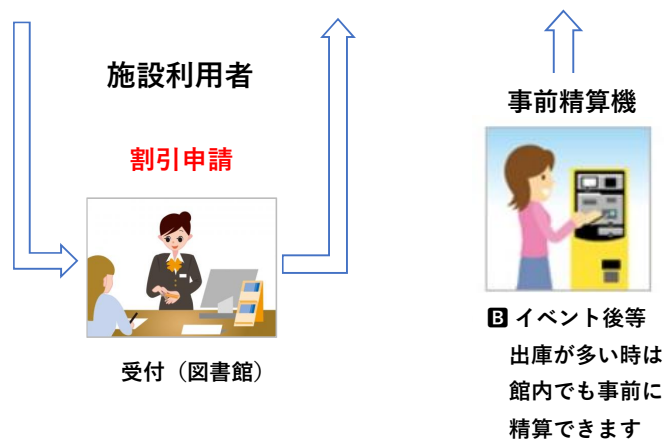 施設利用者
割引申請
受付（図書館）
事前精算機
B イベント後等
出庫が多い時は
館内でも事前に
精算できます